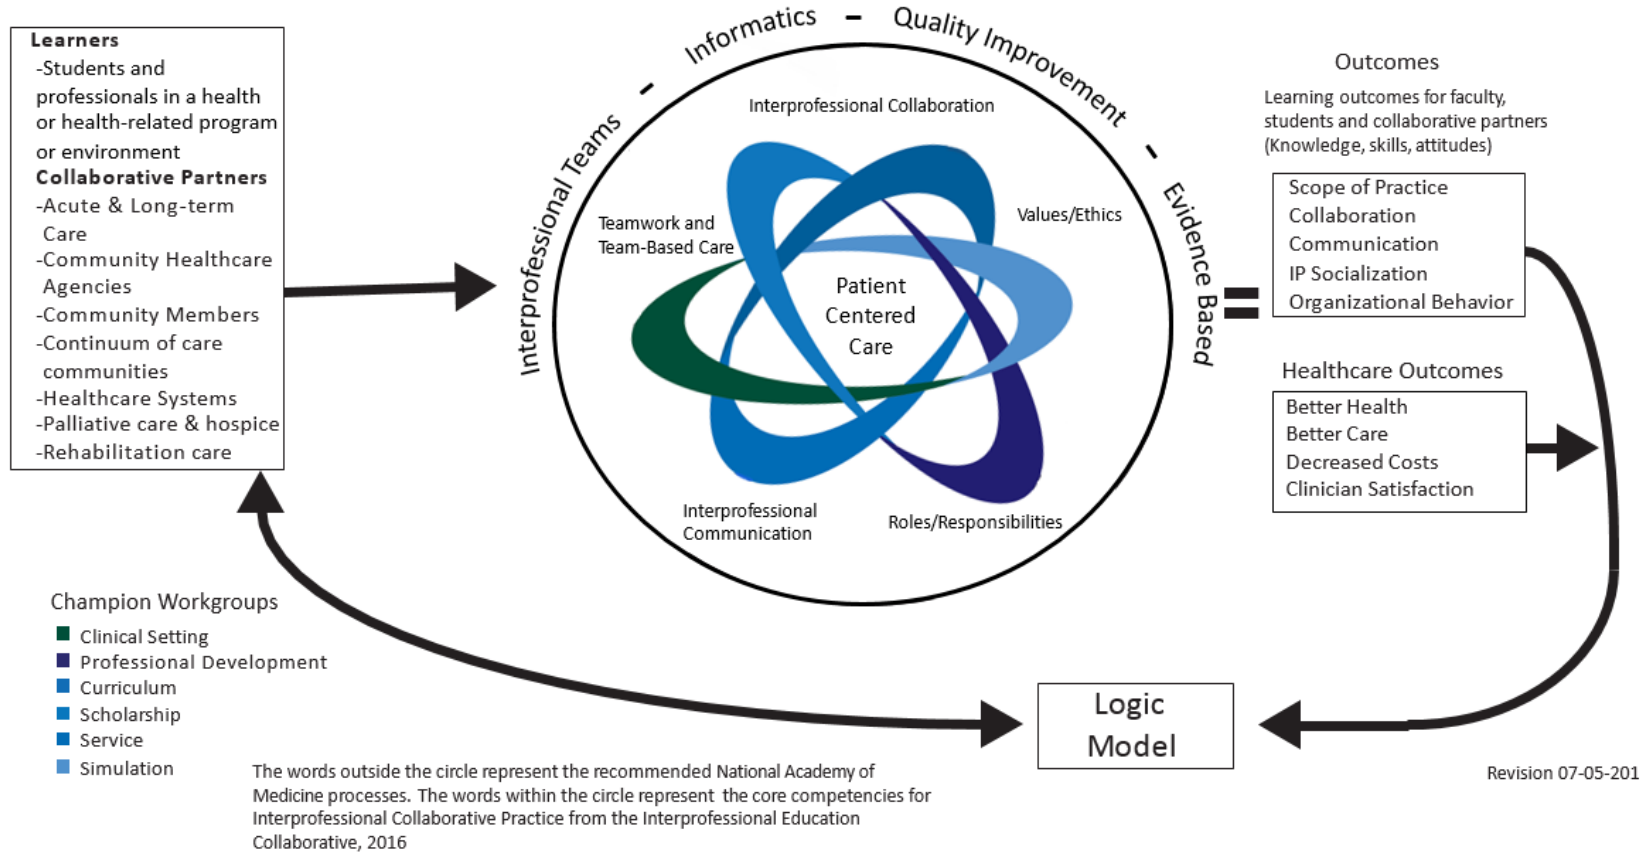 Learners
-Students and
professionals in a health
or health-related program
or environment
Collaborative Partners
-Acute & Long-term
Care
-Community Healthcare
Agencies
-Community Members
-Continuum of care
communities
-Healthcare Systems
-Palliative care & hospice
-Rehabilitation care
Interprofessional Teams - Informatics - Quality Improvement - Evidence Based
Interprofessional Collaboration
Teamwork and
Team-Based Care
Values/Ethics
Patient
Centered
Care
Interprofessional
Communication
Roles/Responsibilities
=
Outcomes
Learning outcomes for faculty,
students and collaborative partners
(Knowledge, skills, attitudes)
Scope of Practice
Collaboration
Communication
IP Socialization
Organizational Behavior
Healthcare Outcomes
Better Health
Better Care
Decreased Costs
Clinician Satisfaction
Logic
Model
Champion Workgroups
Clinical Setting
Professional Development
Curriculum
Scholarship
Service
Simulation
The words outside the circle represent the recommended National Academy of
Medicine processes. The words within the circle represent the core competencies for
Interprofessional Collaborative Practice from the Interprofessional Education
Collaborative, 2016
Revision 07-05-201